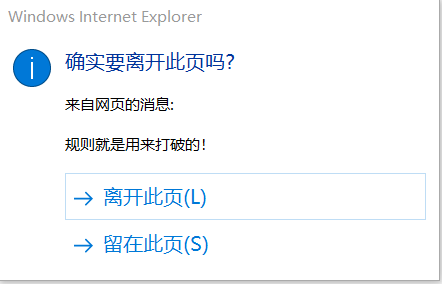 Windows Internet Explorer
确实要离开此页吗?
来自网页的消息:
规则就是用来打破的!
离开此页(L)
留在此页(S)